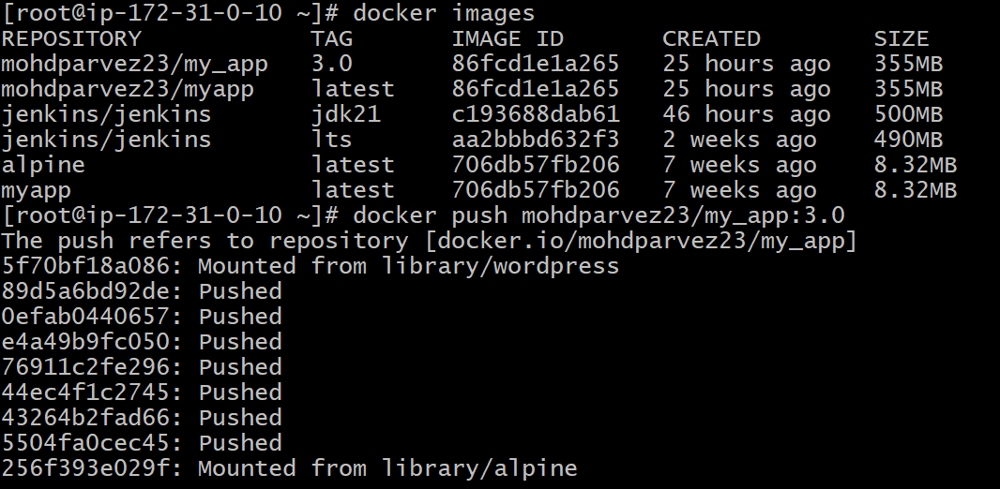 [root@ip-172-31-0-10 ~]# docker images
REPOSITORY TAG IMAGE ID CREATED SIZE
mohdparvez23/my_app 3.0 86fcd1e1a265 25 hours ago 355MB
mohdparvez23/myapp latest 86fcd1e1a265 25 hours ago 355MB
jenkins/jenkins jdk21 c193688dab61 46 hours ago 500MB
jenkins/jenkins lts aa2bbbd632f3 2 weeks ago 490MB
alpine latest 706db57fb206 7 weeks ago 8.32MB
myapp latest 706db57fb206 7 weeks ago 8.32MB
[root@ip-172-31-0-10 ~]# docker push mohdparvez23/my_app:3.0
The push refers to repository [docker.io/mohdparvez23/my_app]
5f70bf18a086: Mounted from library/wordpress
89d5a6bd92de: Pushed
0efab0440657: Pushed
e4a49b9fc050: Pushed
76911c2fe296: Pushed
44ec4f1c2745: Pushed
43264b2fad66: Pushed
5504fa0cec45: Pushed
256f393e029f: Mounted from library/alpine